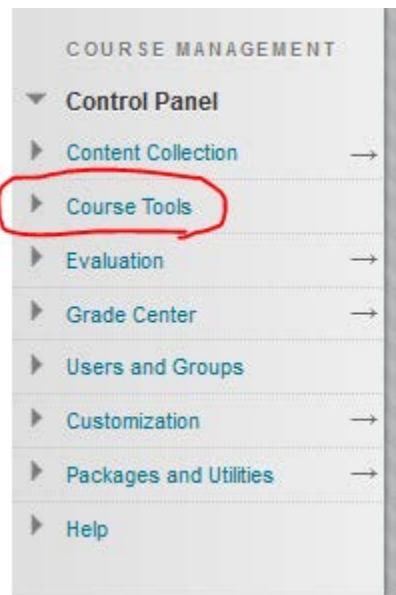 COURSE MANAGEMENT
Control Panel
Content Collection
Course Tools
Evaluation
Grade Center
Users and Groups
Customization
Packages and Utilities
Help